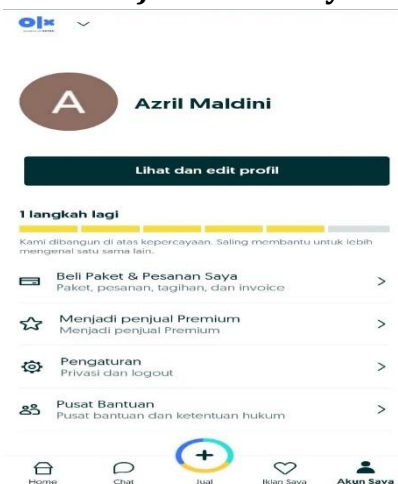 olx
A
Azril Maldini
Lihat dan edit profil
1 langkah lagi
Kami dibangun di atas kepercayaan. Saling membantu untuk lebih
mengenal satu sama lain.
Beli Paket & Pesanan Saya
Paket, pesanan, tagihan, dan invoice
>
Menjadi penjual Premium
Menjadi penjual Premium
>
Pengaturan
Privasi dan logout
>
Pusat Bantuan
Pusat bantuan dan ketentuan hukum
>
+
Home
Chat
Jual
Iklan Saya
Akun Saya